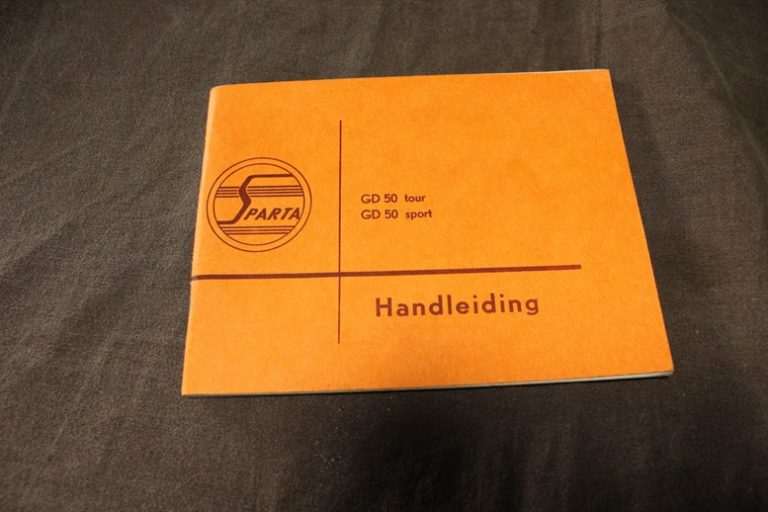 SPARTA
GD 50 tour
GD 50 sport
Handleiding